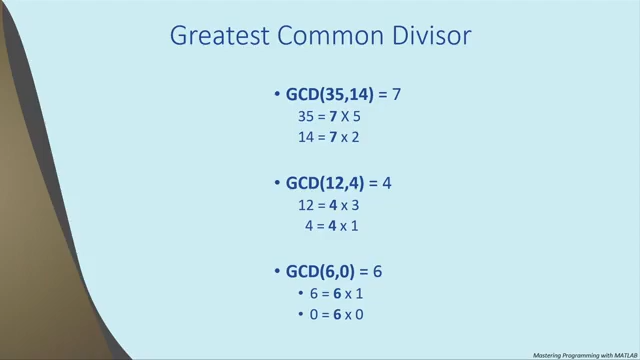 Greatest Common Divisor
• GCD(35,14) = 7
35 = 7 X 5
14 = 7 x 2
• GCD(12,4) = 4
12 = 4 x 3
4 = 4 x 1
• GCD(6,0) = 6
• 6 = 6 x 1
• 0 = 6 x 0
Mastering Programming with MATLAB